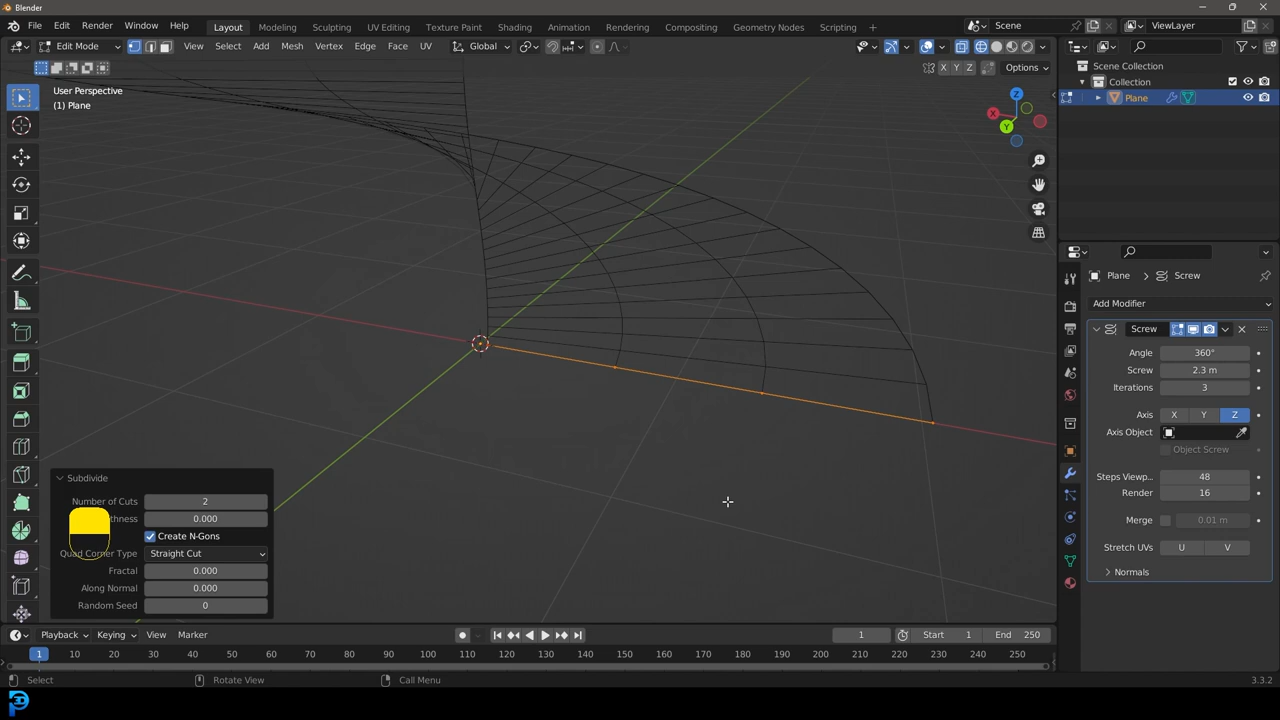 Blender
File Edit Render Window Help Layout Modeling Sculpting UV Editing Texture Paint Shading Animation Rendering Compositing Geometry Nodes Scripting + Scene ViewLayer
Edit Mode View Select Add Mesh Vertex Edge Face UV Global
X Y Z Options
User Perspective
(1) Plane
Z
X
Y
Scene Collection
Collection
Plane
Plane > Screw
Add Modifier
Screw
Angle 360°
Screw 2.3 m
Iterations 3
Axis X Y Z
Axis Object
Object Screw
Steps Viewp... 48
Render 16
Merge 0.01 m
Stretch UVs U V
Normals
Subdivide
Number of Cuts 2
thness 0.000
Create N-Gons
Quad Corner Type Straight Cut
Fractal 0.000
Along Normal 0.000
Random Seed 0
Playback Keying View Marker 1 Start 1 End 250
1 10 20 30 40 50 60 70 80 90 100 110 120 130 140 150 160 170 180 190 200 210 220 230 240 250
Select Rotate View Call Menu 3.3.2